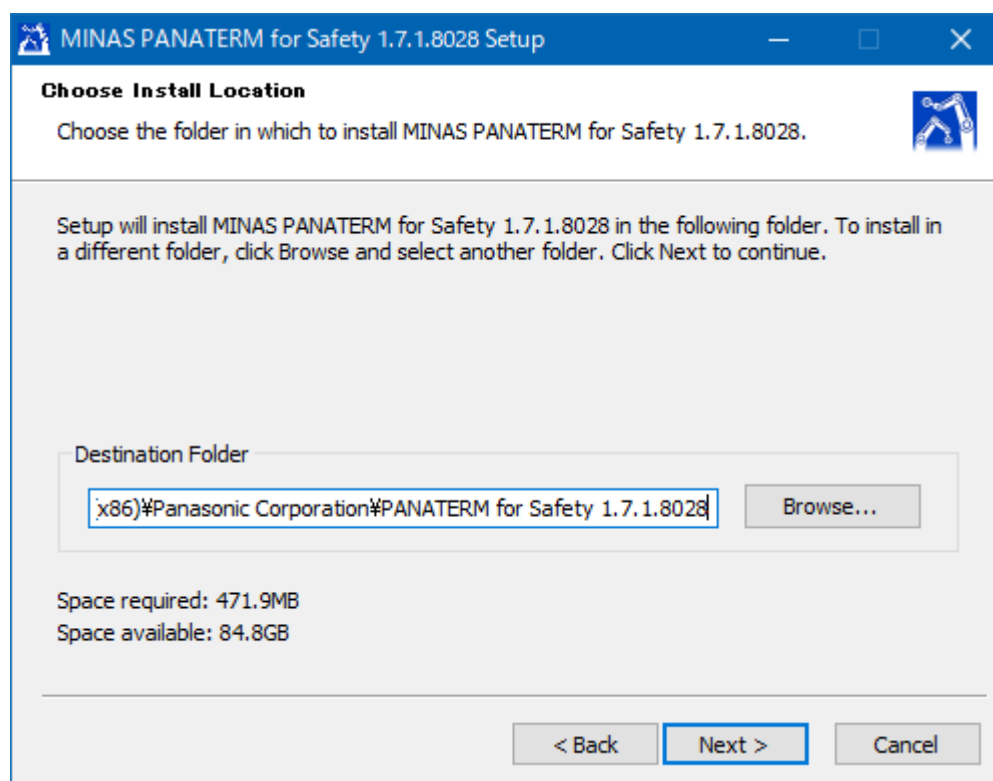 MINAS PANATERM for Safety 1.7.1.8028 Setup
Choose Install Location
Choose the folder in which to install MINAS PANATERM for Safety 1.7.1.8028.
Setup will install MINAS PANATERM for Safety 1.7.1.8028 in the following folder. To install in
a different folder, click Browse and select another folder. Click Next to continue.
Destination Folder
x86)¥Panasonic Corporation¥PANATERM for Safety 1.7.1.8028
Browse...
Space required: 471.9MB
Space available: 84.8GB
< Back
Next >
Cancel